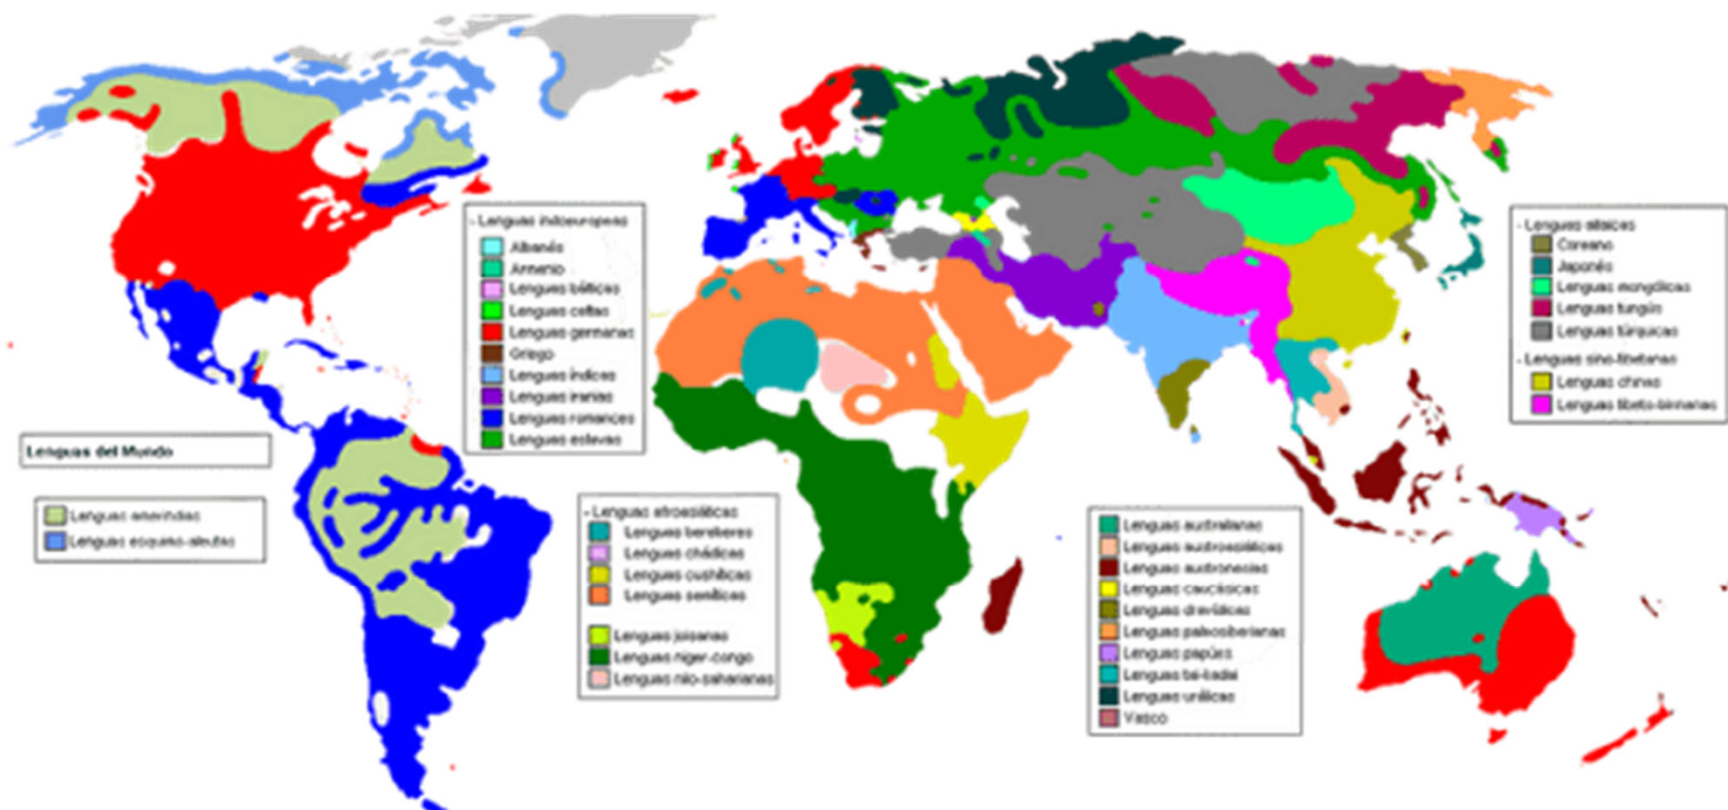 Lenguas del Mundo
Lenguas amerindias
Lenguas esquimo-aleutas
- Lenguas indoeuropeas
Albanés
Armenio
Lenguas bálticas
Lenguas celtas
Lenguas germanas
Griego
Lenguas índicas
Lenguas iranias
Lenguas romances
Lenguas eslavas
- Lenguas afroasiáticas
Lenguas bereberes
Lenguas chádicas
Lenguas cushíticas
Lenguas semíticas
Lenguas joisanas
Lenguas níger-congo
Lenguas nilo-saharianas
Lenguas australianas
Lenguas austroasiáticas
Lenguas austronesias
Lenguas caucásicas
Lenguas dravídicas
Lenguas paleosiberianas
Lenguas papúes
Lenguas tai-kadai
Lenguas urálicas
Vasco
- Lenguas altaicas
Coreano
Japonés
Lenguas mongólicas
Lenguas tungús
Lenguas túrquicas
- Lenguas sino-tibetanas
Lenguas chinas
Lenguas tibeto-birmanas